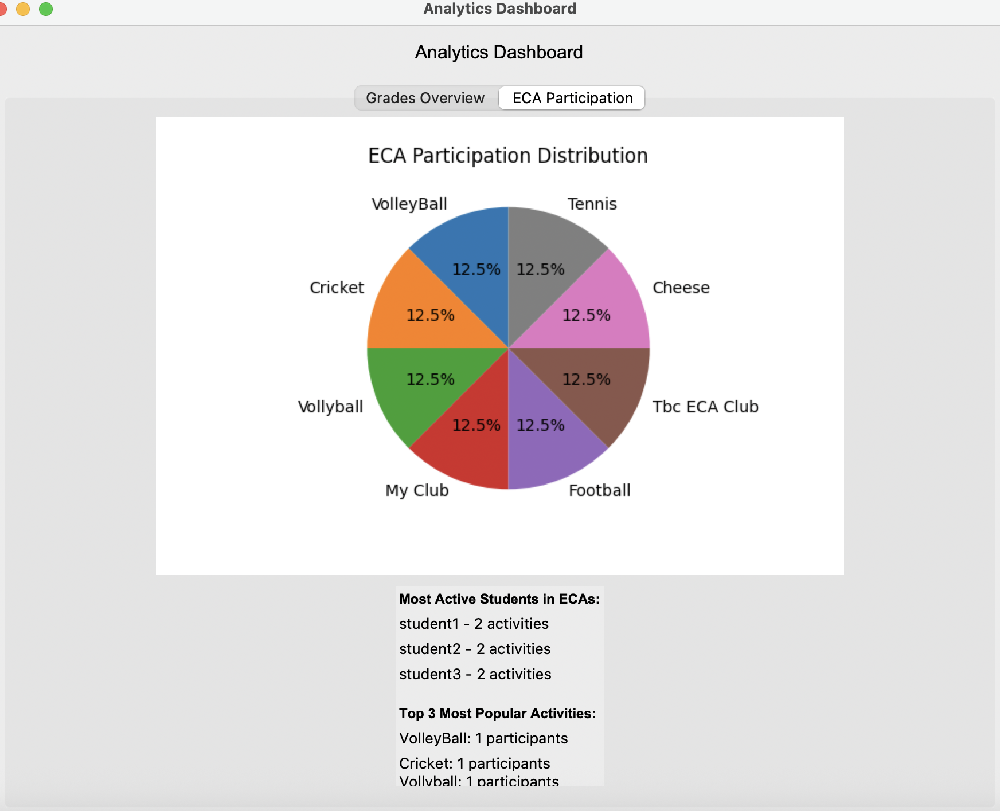 Analytics Dashboard
Analytics Dashboard
Grades Overview ECA Participation
ECA Participation Distribution
VolleyBall Tennis
12.5% 12.5%
Cricket Cheese
12.5% 12.5%
12.5% 12.5%
Vollyball Tbc ECA Club
12.5% 12.5%
My Club Football
Most Active Students in ECAs:
student1 - 2 activities
student2 - 2 activities
student3 - 2 activities
Top 3 Most Popular Activities:
VolleyBall: 1 participants
Cricket: 1 participants
Vollyball: 1 participants